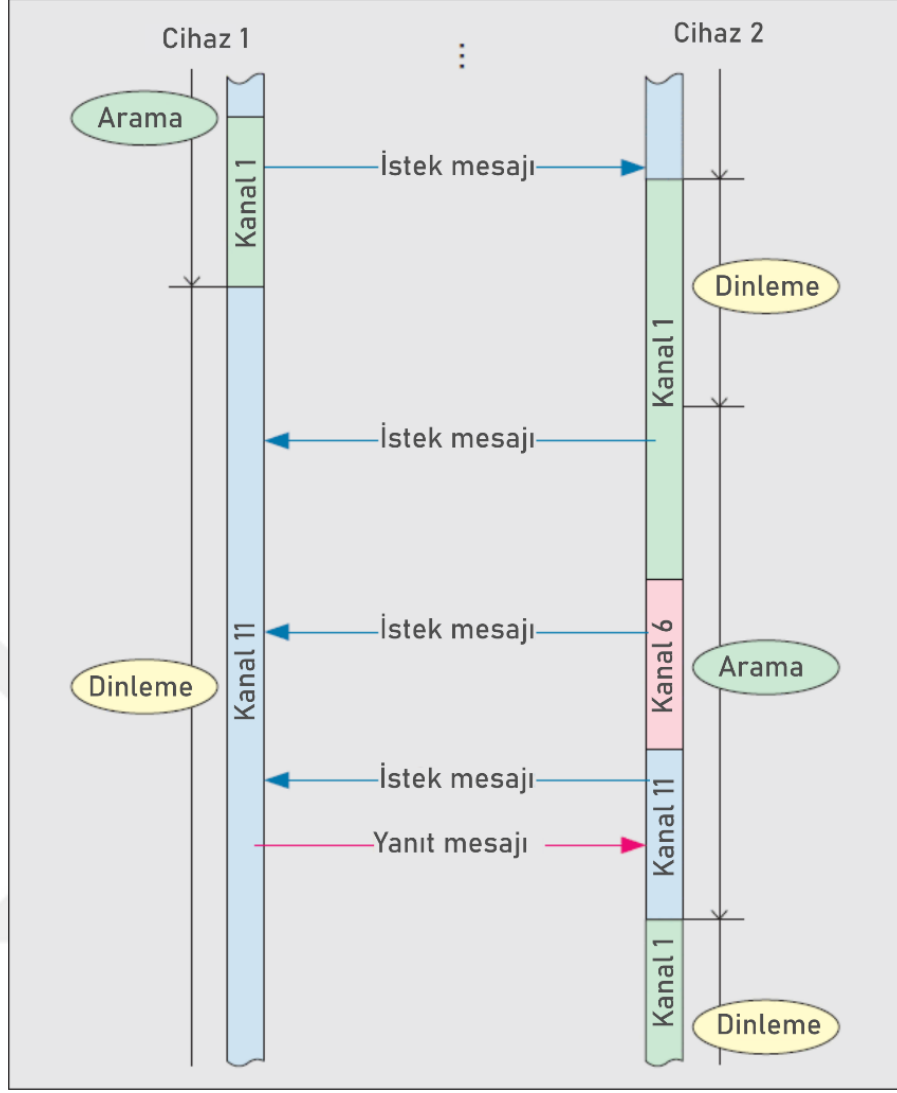 Cihaz 1
Cihaz 2
Arama
Kanal 1
İstek mesajı
Dinleme
Kanal 1
İstek mesajı
İstek mesajı
Kanal 6
Arama
Dinleme
Kanal 11
İstek mesajı
Kanal 11
Yanıt mesajı
Kanal 1
Dinleme